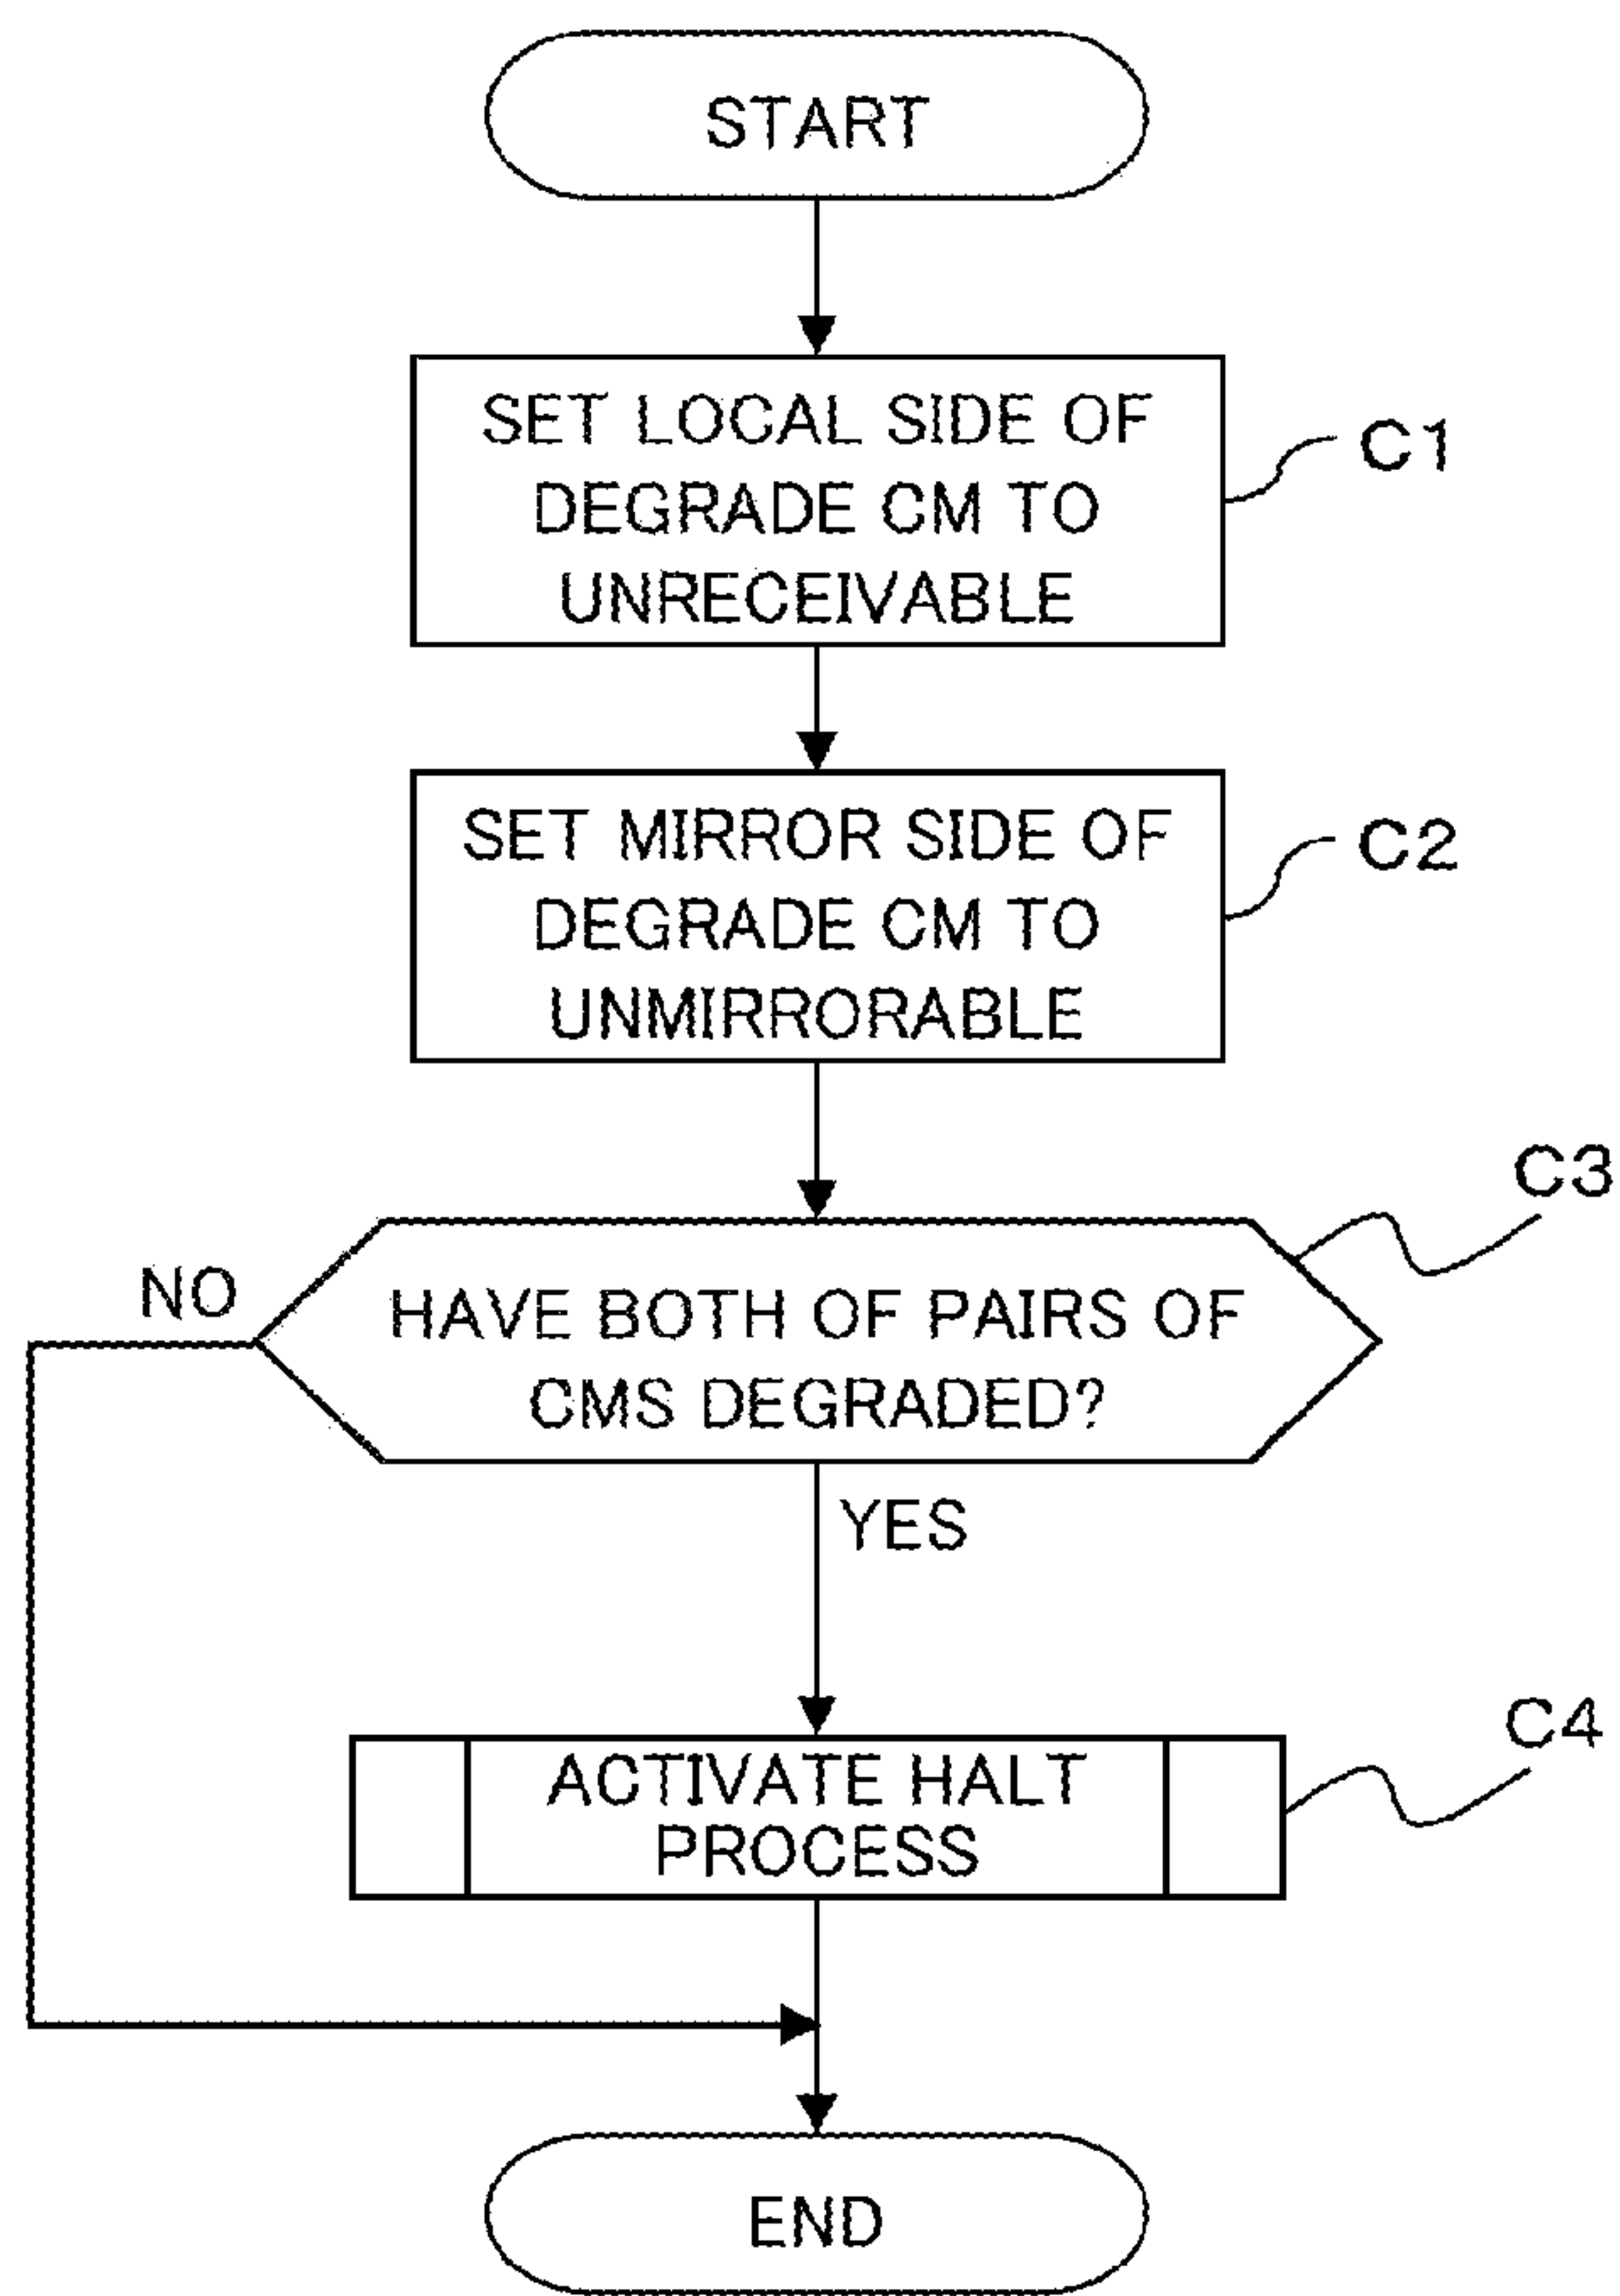 START
SET LOCAL SIDE OF
DEGRADE CM TO
UNRECEIVABLE
C1
SET MIRROR SIDE OF
DEGRADE CM TO
UNMIRRORABLE
C2
C3
NO
HAVE BOTH OF PAIRS OF
CMS DEGRADED?
YES
C4
ACTIVATE HALT
PROCESS
END